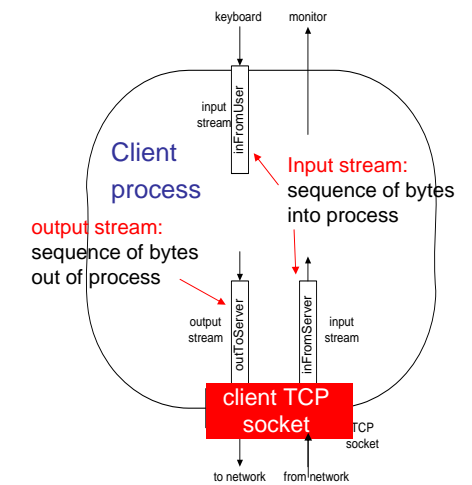 keyboard
monitor
input
stream
inFromUser
Client
process
Input stream:
sequence of bytes
into process
output stream:
sequence of bytes
out of process
output
stream
outToServer
inFromServer
input
stream
client TCP
socket
TCP
socket
to network
from network